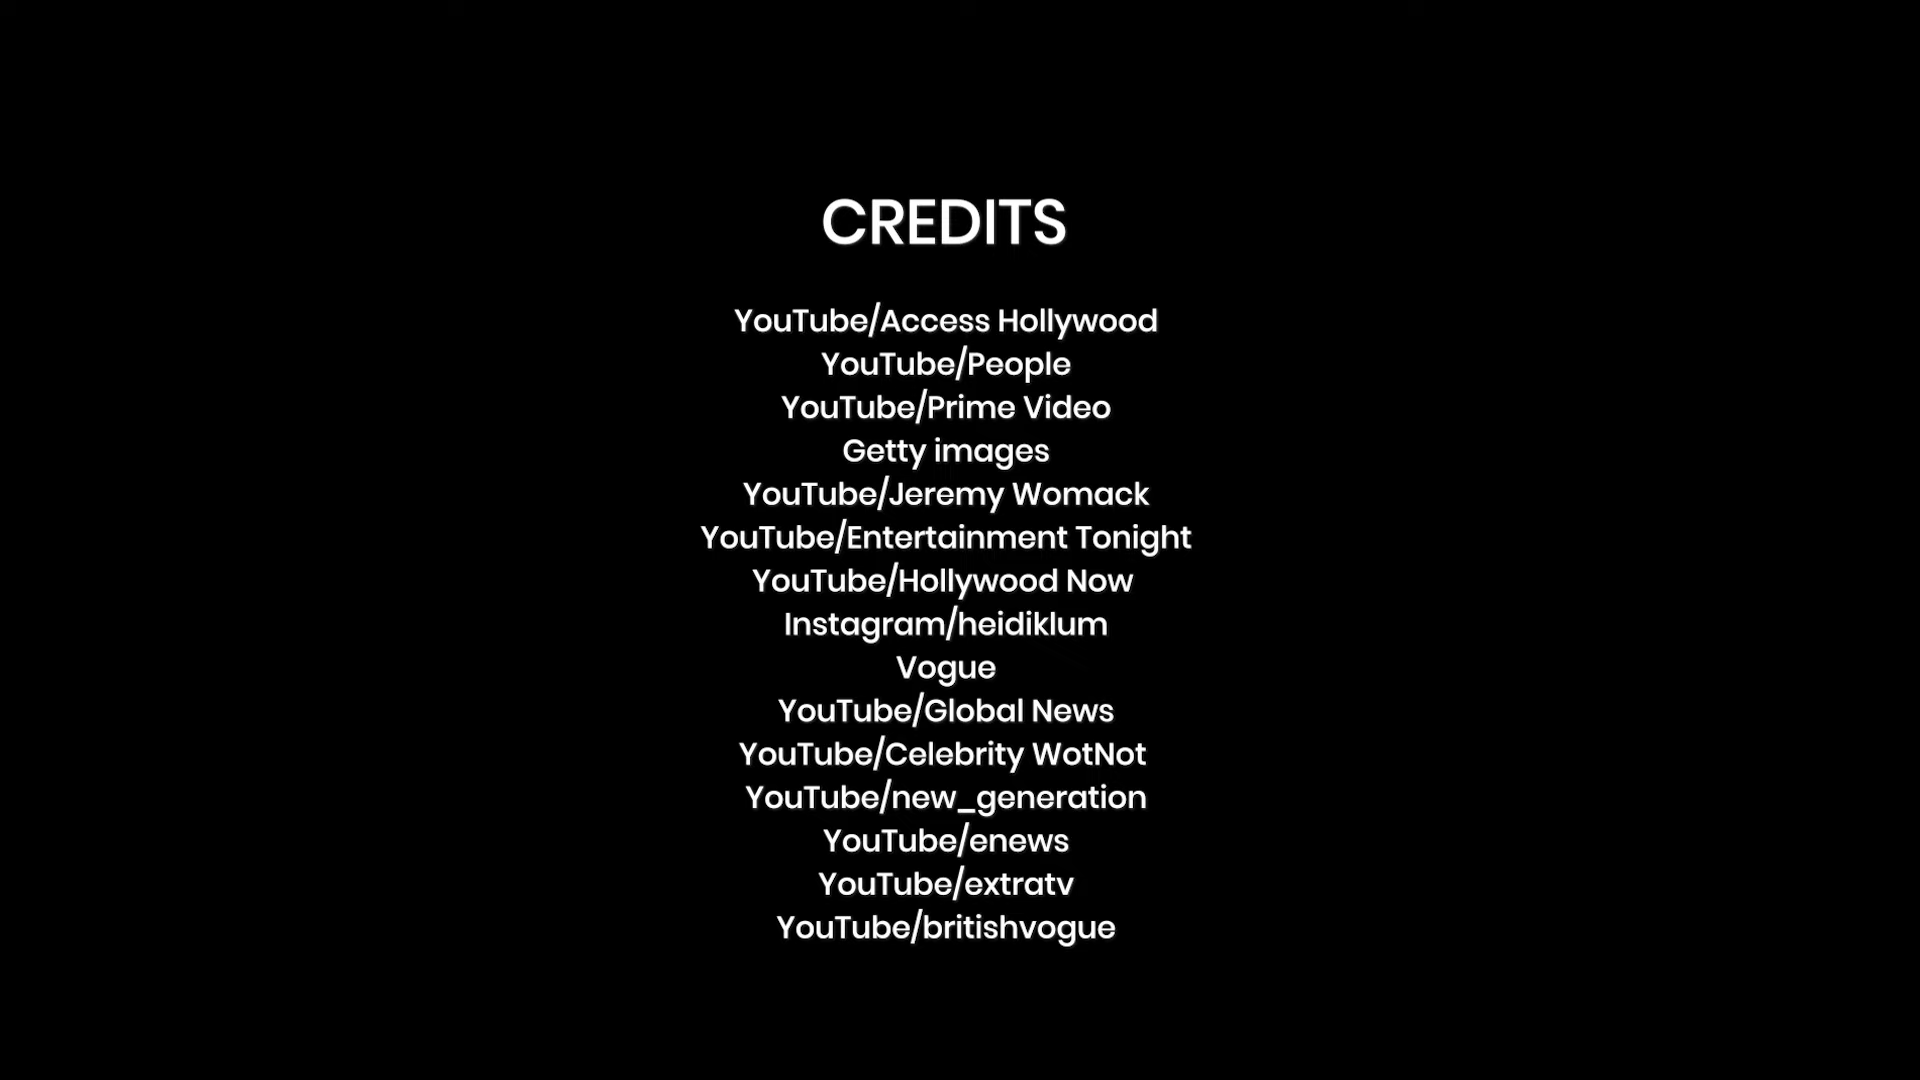 CREDITS
YouTube/Access Hollywood
YouTube/People
YouTube/Prime Video
Getty images
YouTube/Jeremy Womack
YouTube/Entertainment Tonight
YouTube/Hollywood Now
Instagram/heidiklum
Vogue
YouTube/Global News
YouTube/Celebrity WotNot
YouTube/new_generation
YouTube/enews
YouTube/extratv
YouTube/britishvogue